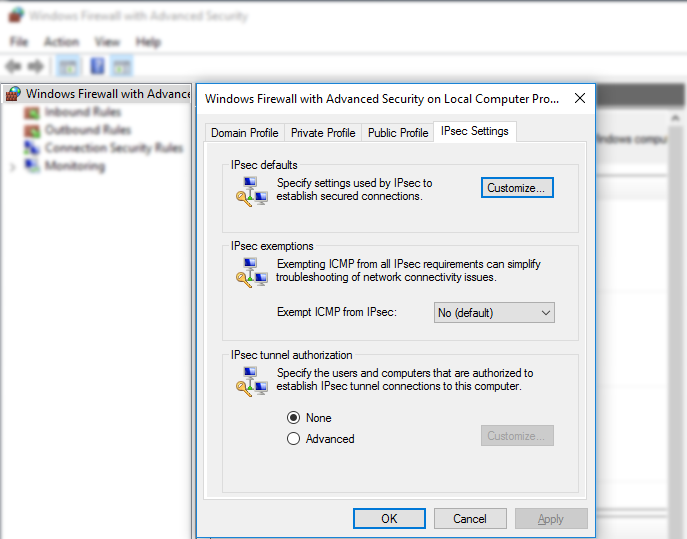 Windows Firewall with Advanced Security
File Action View Help
Windows Firewall with Advance
Inbound Rules
Outbound Rules
Connection Security Rules
Monitoring
Windows Firewall with Advanced Security on Local Computer Pro...
Domain Profile Private Profile Public Profile IPsec Settings
IPsec defaults
Specify settings used by IPsec to
establish secured connections.
Customize...
IPsec exemptions
Exempting ICMP from all IPsec requirements can simplify
troubleshooting of network connectivity issues.
Exempt ICMP from IPsec: No (default)
IPsec tunnel authorization
Specify the users and computers that are authorized to
establish IPsec tunnel connections to this computer.
None
Advanced
Customize...
OK Cancel Apply